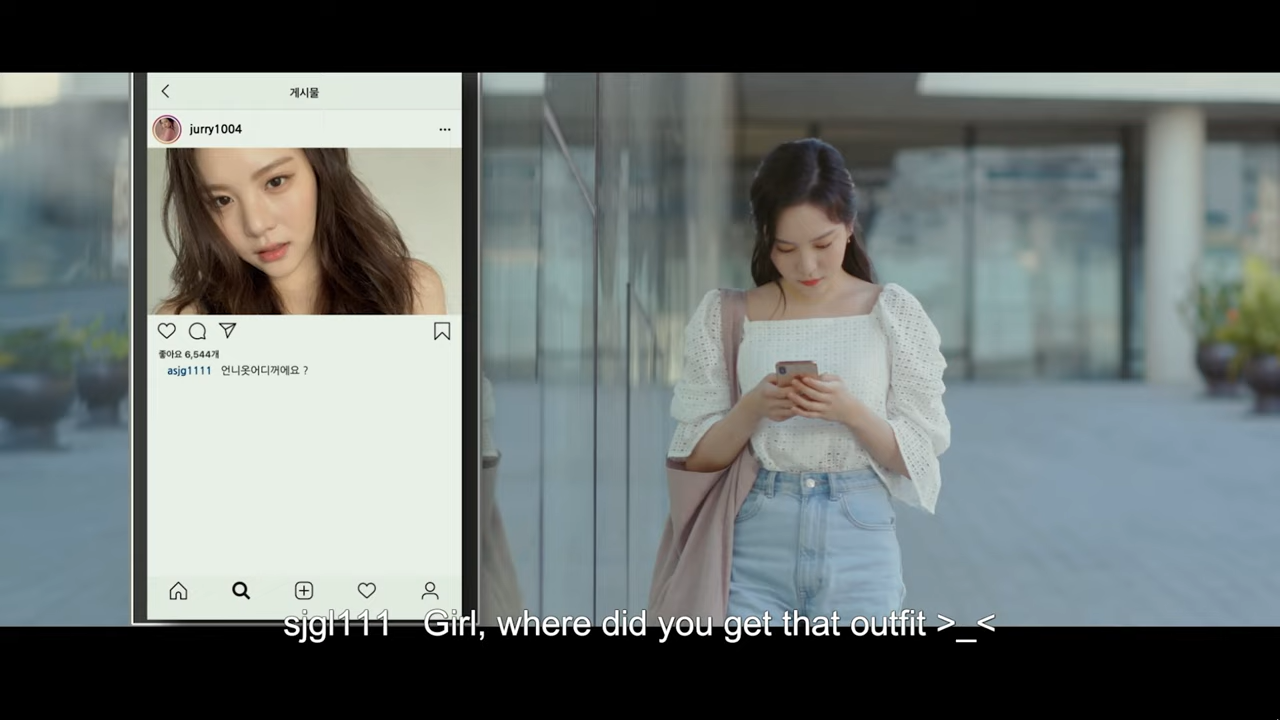 게시물
jurry1004
좋아요 6,544개
asjg1111 언니옷어디꺼에요 ?
sjgl111 Girl, where did you get that outfit >_<